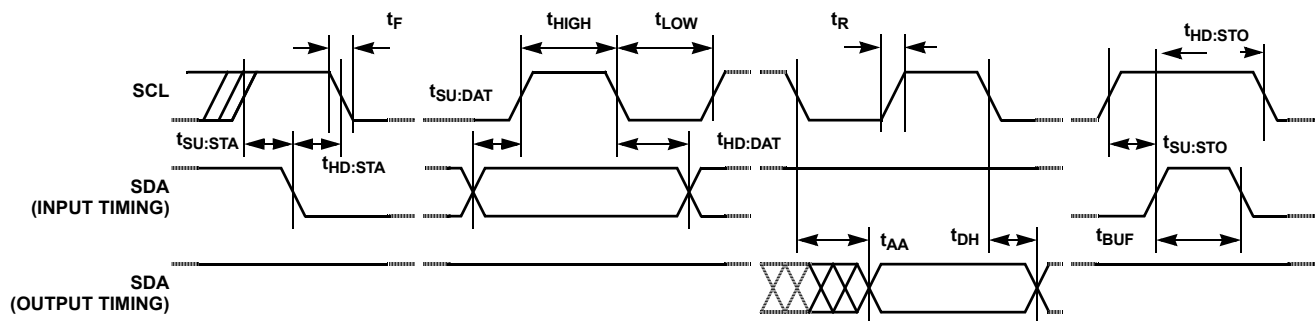 tF
tHIGH
tLOW
tR
tHD:STO
SCL
tSU:DAT
tSU:STA
tHD:STA
tHD:DAT
tSU:STO
SDA
(INPUT TIMING)
tAA
tDH
tBUF
SDA
(OUTPUT TIMING)